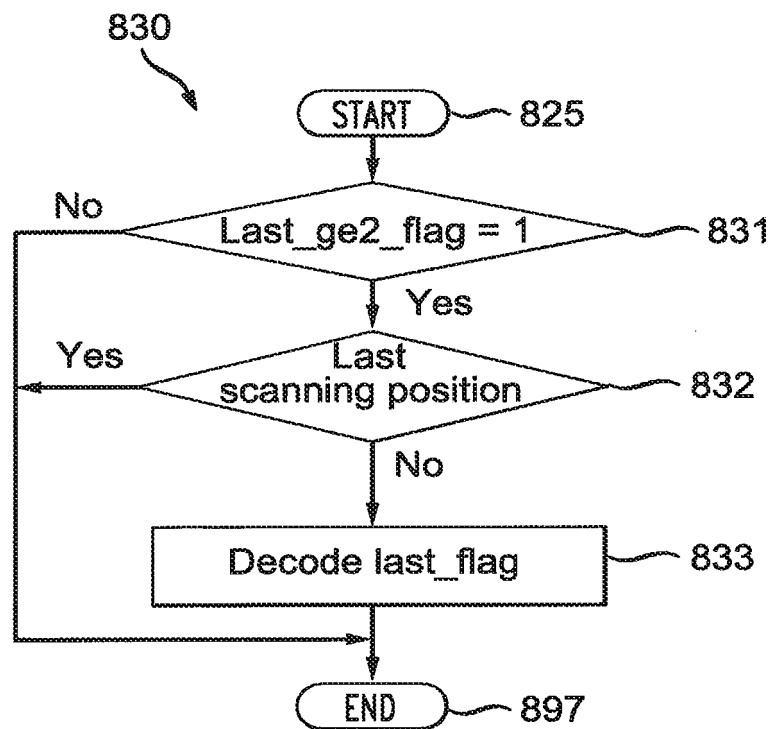 830
START
825
No
Last_ge2_flag = 1
831
Yes
Yes
Last
scanning position
832
No
Decode last_flag
833
END
897